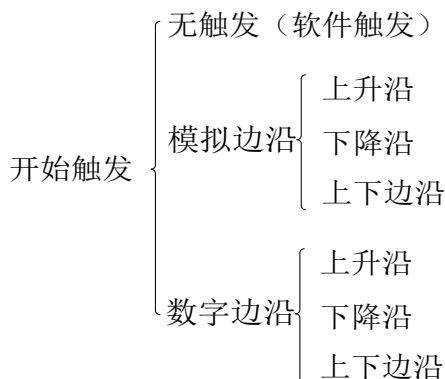 无触发（软件触发）
上升沿
模拟边沿
下降沿
上下边沿
开始触发
上升沿
数字边沿
下降沿
上下边沿